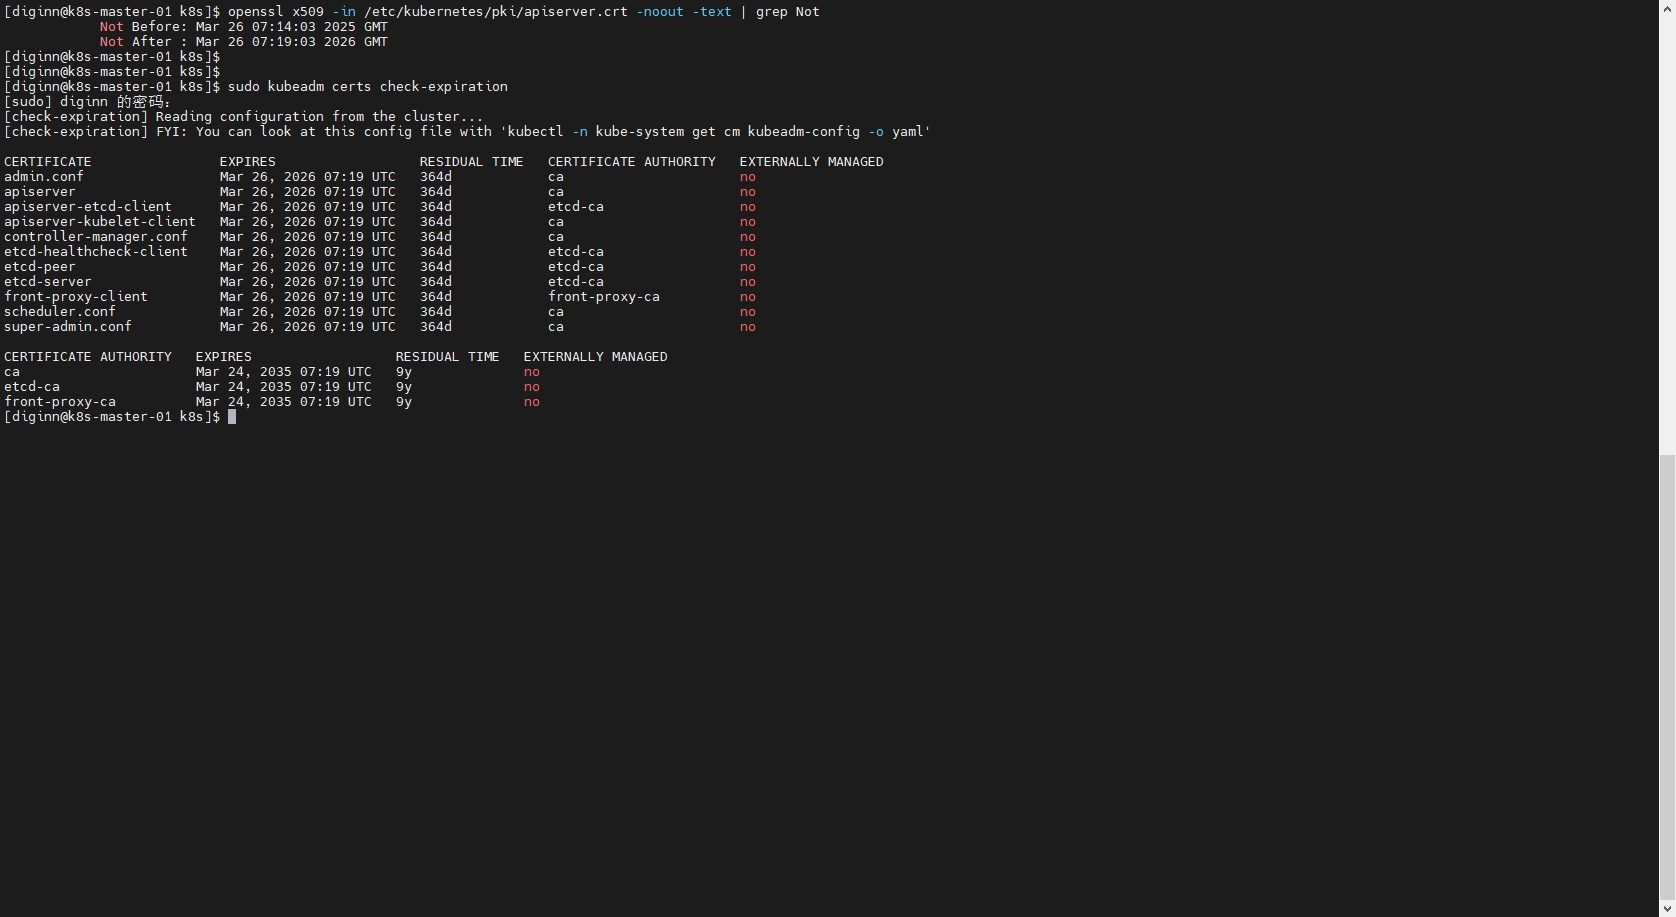 [diginn@k8s-master-01 k8s]$ openssl x509 -in /etc/kubernetes/pki/apiserver.crt -noout -text | grep Not
            Not Before: Mar 26 07:14:03 2025 GMT
            Not After : Mar 26 07:19:03 2026 GMT
[diginn@k8s-master-01 k8s]$
[diginn@k8s-master-01 k8s]$
[diginn@k8s-master-01 k8s]$ sudo kubeadm certs check-expiration
[sudo] diginn 的密码：
[check-expiration] Reading configuration from the cluster...
[check-expiration] FYI: You can look at this config file with 'kubectl -n kube-system get cm kubeadm-config -o yaml'

CERTIFICATE                EXPIRES                  RESIDUAL TIME   CERTIFICATE AUTHORITY   EXTERNALLY MANAGED
admin.conf                 Mar 26, 2026 07:19 UTC   364d            ca                      no
apiserver                  Mar 26, 2026 07:19 UTC   364d            ca                      no
apiserver-etcd-client      Mar 26, 2026 07:19 UTC   364d            etcd-ca                 no
apiserver-kubelet-client   Mar 26, 2026 07:19 UTC   364d            ca                      no
controller-manager.conf    Mar 26, 2026 07:19 UTC   364d            ca                      no
etcd-healthcheck-client    Mar 26, 2026 07:19 UTC   364d            etcd-ca                 no
etcd-peer                  Mar 26, 2026 07:19 UTC   364d            etcd-ca                 no
etcd-server                Mar 26, 2026 07:19 UTC   364d            etcd-ca                 no
front-proxy-client         Mar 26, 2026 07:19 UTC   364d            front-proxy-ca          no
scheduler.conf             Mar 26, 2026 07:19 UTC   364d            ca                      no
super-admin.conf           Mar 26, 2026 07:19 UTC   364d            ca                      no

CERTIFICATE AUTHORITY   EXPIRES                  RESIDUAL TIME   EXTERNALLY MANAGED
ca                      Mar 24, 2035 07:19 UTC   9y              no
etcd-ca                 Mar 24, 2035 07:19 UTC   9y              no
front-proxy-ca          Mar 24, 2035 07:19 UTC   9y              no
[diginn@k8s-master-01 k8s]$